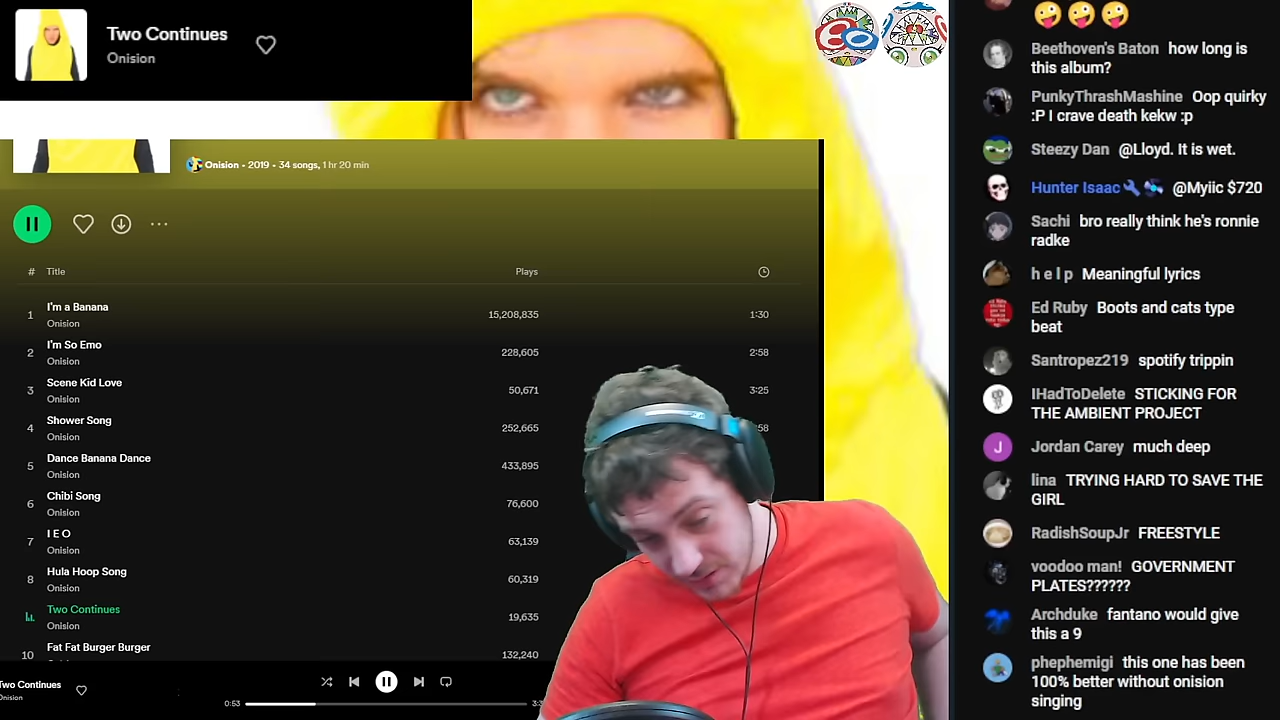 Two Continues
Onision
Onision • 2019 • 34 songs, 1 hr 20 min
# Title Plays
1 I'm a Banana 15,208,835 1:30
Onision
2 I'm So Emo 228,605 2:58
Onision
3 Scene Kid Love 50,671 3:25
Onision
4 Shower Song 252,665 :58
Onision
5 Dance Banana Dance 433,895
Onision
6 Chibi Song 76,600
Onision
7 I E O 63,139
Onision
8 Hula Hoop Song 60,319
Onision
Two Continues 19,635
Onision
10 Fat Fat Burger Burger 132,240
Two Continues
Onision
0:53
Beethoven's Baton how long is
this album?
PunkyThrashMashine Oop quirky
:P I crave death kekw :p
Steezy Dan @Lloyd. It is wet.
Hunter Isaac @Myiic $720
Sachi bro really think he's ronnie
radke
h e l p Meaningful lyrics
Ed Ruby Boots and cats type
beat
Santropez219 spotify trippin
IHadToDelete STICKING FOR
THE AMBIENT PROJECT
J
Jordan Carey much deep
lina TRYING HARD TO SAVE THE
GIRL
RadishSoupJr FREESTYLE
voodoo man! GOVERNMENT
PLATES??????
Archduke fantano would give
this a 9
phephemigi this one has been
100% better without onision
singing